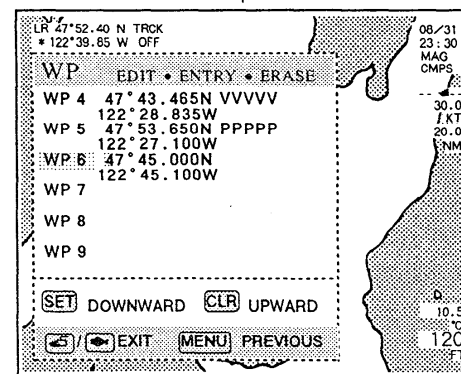 LR 47°52.40 N TRCK
* 122°39.85 W OFF
08/31
23:30
MAG
CMPS
WP EDIT • ENTRY • ERASE
WP 4 47°43.465N VVVVV
122°28.835W
WP 5 47°53.650N PPPPP
122°27.100W
WP 6 47°45.000N
122°45.100W
WP 7
WP 8
WP 9
30.0
KT
20.0
NM
SET DOWNWARD CLR UPWARD
EXIT MENU PREVIOUS
D
10.5
°C
120
FT